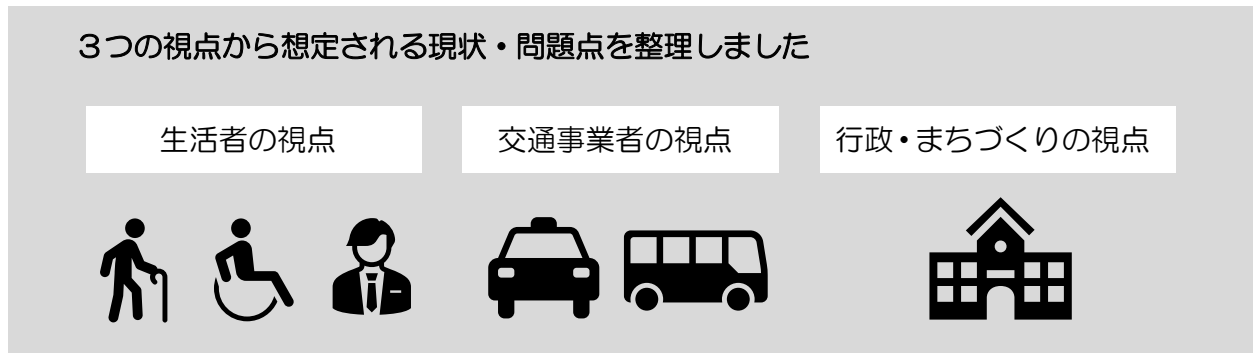 ３つの視点から想定される現状・問題点を整理しました
生活者の視点
交通事業者の視点
行政・まちづくりの視点